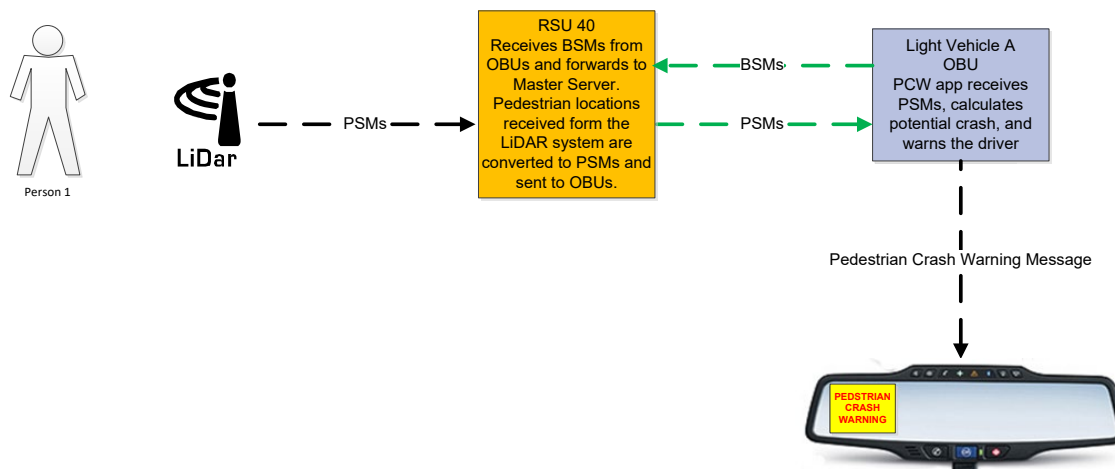 Person 1
LiDar
PSMs
RSU 40
Receives BSMs from
OBUs and forwards to
Master Server.
Pedestrian locations
received form the
LiDAR system are
converted to PSMs and
sent to OBUs.
BSMs
PSMs
Light Vehicle A
OBU
PCW app receives
PSMs, calculates
potential crash, and
warns the driver
Pedestrian Crash Warning Message
PEDSTRIAN
CRASH
WARNING